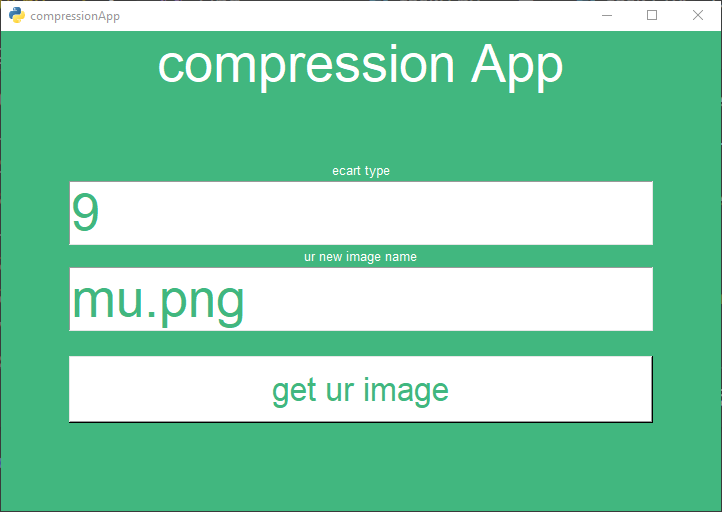 compressionApp
compression App
ecart type
9
ur new image name
mu.png
get ur image